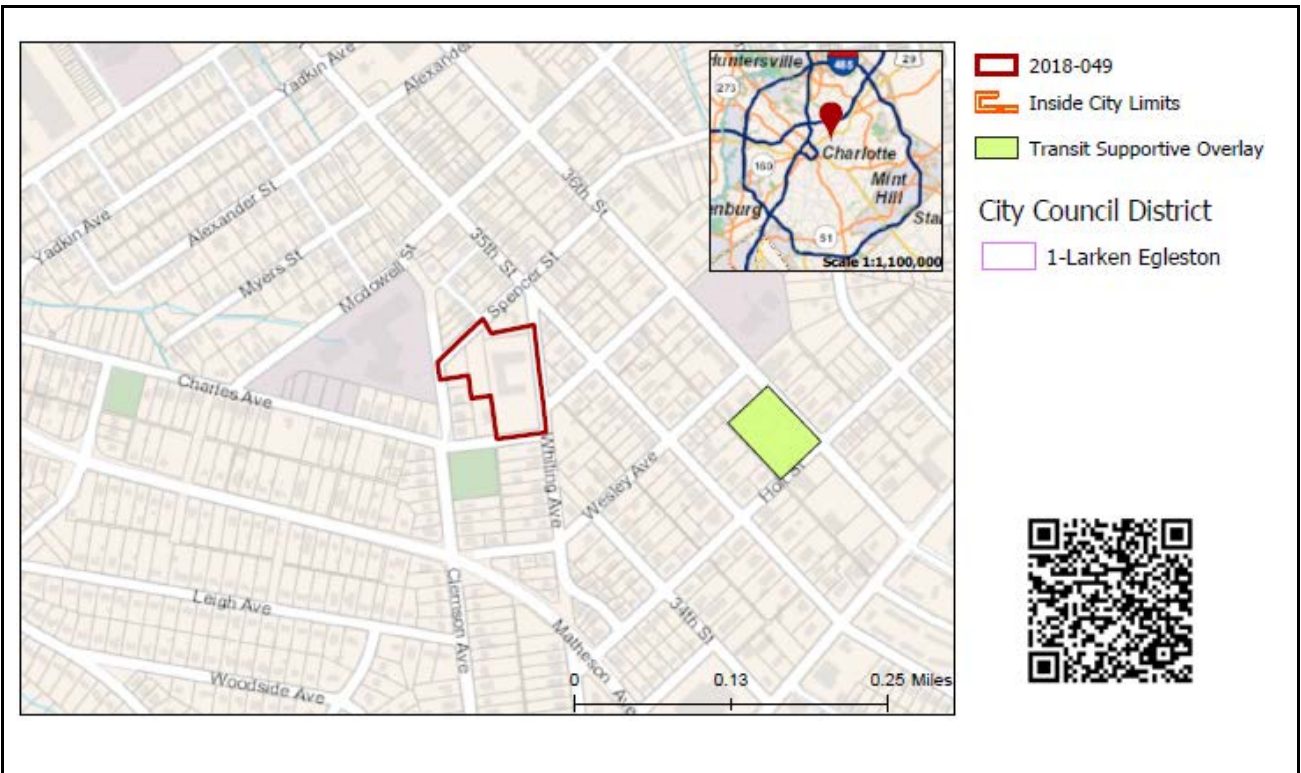 Yadkin Ave
Alexander
36th St
Yadkin Ave
Alexander St
Myers St
Mcdowell St
35th St
Spencer St
Charles Ave
Whiting Ave
Wesley Ave
Holt St
Leigh Ave
Clemson Ave
34th St
Matheson Ave
Woodside Ave
0 0.13 0.25 Miles
Huntersville
485
29
273
Charlotte
160
Mint
Hill
enburg
Sta
51
Scale 1:1,100,000
2018-049
Inside City Limits
Transit Supportive Overlay
City Council District
1-Larken Egleston